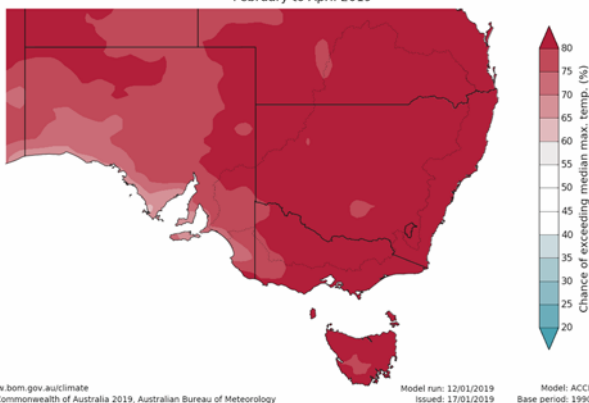 February to April 2019
80
75
70
65
60
55
50
45
40
35
30
25
20
Chance of exceeding median max. temp. (%)
w.bom.gov.au/climate
Commonwealth of Australia 2019, Australian Bureau of Meteorology
Model run: 12/01/2019
Issued: 17/01/2019
Model: ACCE
Base period: 1990